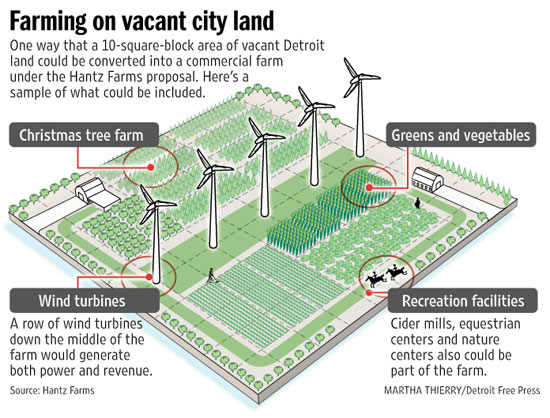 Farming on vacant city land
One way that a 10-square-block area of vacant Detroit
land could be converted into a commercial farm
under the Hantz Farms proposal. Here's a
sample of what could be included.
Christmas tree farm
Greens and vegetables
Wind turbines
A row of wind turbines
down the middle of the
farm would generate
both power and revenue.
Recreation facilities
Cider mills, equestrian
centers and nature
centers also could be
part of the farm.
Source: Hantz Farms
MARTHA THIERRY/Detroit Free Press